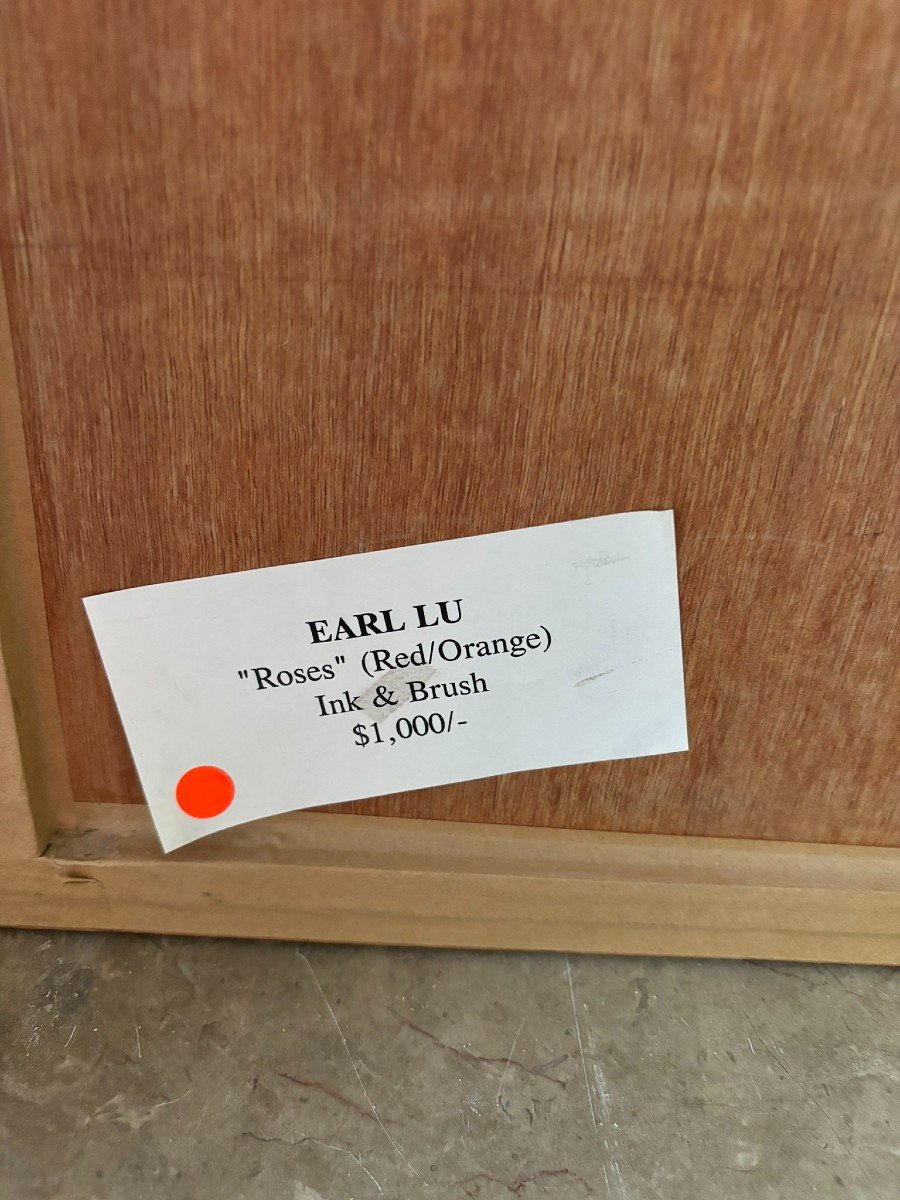 EARL LU
"Roses" (Red/Orange)
Ink & Brush
$1,000/-